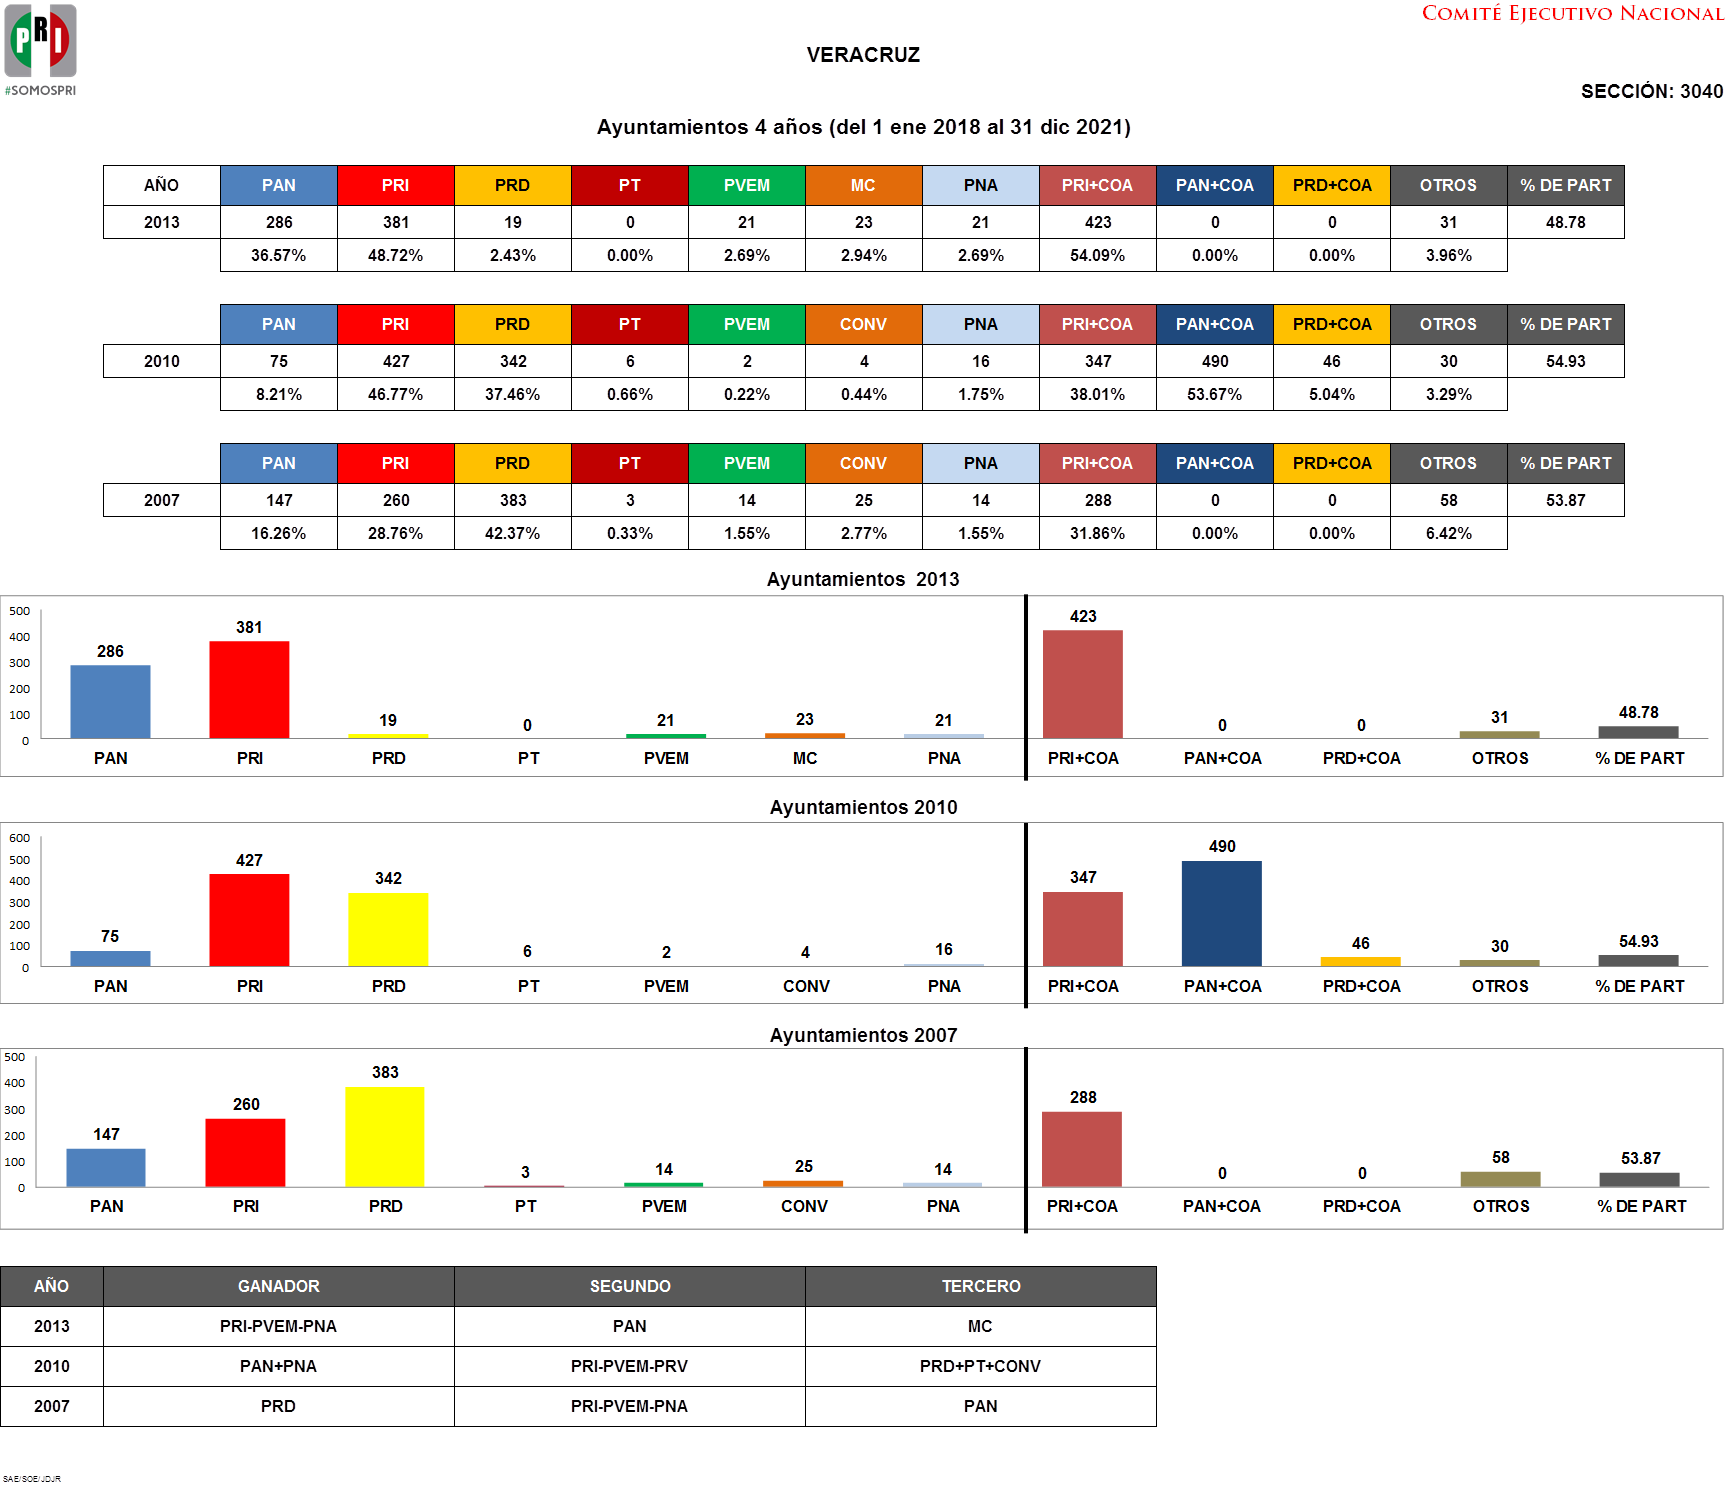 COMITÉ EJECUTIVO NACIONAL
PRI
#SOMOSPRI
VERACRUZ
SECCIÓN: 3040
Ayuntamientos 4 años (del 1 ene 2018 al 31 dic 2021)
AÑO PAN PRI PRD PT PVEM MC PNA PRI+COA PAN+COA PRD+COA OTROS % DE PART
2013 286 381 19 0 21 23 21 423 0 0 31 48.78
36.57% 48.72% 2.43% 0.00% 2.69% 2.94% 2.69% 54.09% 0.00% 0.00% 3.96%
PAN PRI PRD PT PVEM CONV PNA PRI+COA PAN+COA PRD+COA OTROS % DE PART
2010 75 427 342 6 2 4 16 347 490 46 30 54.93
8.21% 46.77% 37.46% 0.66% 0.22% 0.44% 1.75% 38.01% 53.67% 5.04% 3.29%
PAN PRI PRD PT PVEM CONV PNA PRI+COA PAN+COA PRD+COA OTROS % DE PART
2007 147 260 383 3 14 25 14 288 0 0 58 53.87
16.26% 28.76% 42.37% 0.33% 1.55% 2.77% 1.55% 31.86% 0.00% 0.00% 6.42%
Ayuntamientos 2013
500
400
300
200
100
0
286 381 19 0 21 23 21 423 0 0 31 48.78
PAN PRI PRD PT PVEM MC PNA PRI+COA PAN+COA PRD+COA OTROS % DE PART
Ayuntamientos 2010
600
500
400
300
200
100
0
75 427 342 6 2 4 16 347 490 46 30 54.93
PAN PRI PRD PT PVEM CONV PNA PRI+COA PAN+COA PRD+COA OTROS % DE PART
Ayuntamientos 2007
500
400
300
200
100
0
147 260 383 3 14 25 14 288 0 0 58 53.87
PAN PRI PRD PT PVEM CONV PNA PRI+COA PAN+COA PRD+COA OTROS % DE PART
AÑO GANADOR SEGUNDO TERCERO
2013 PRI-PVEM-PNA PAN MC
2010 PAN+PNA PRI-PVEM-PRV PRD+PT+CONV
2007 PRD PRI-PVEM-PNA PAN
SAE/SOE/JDJR